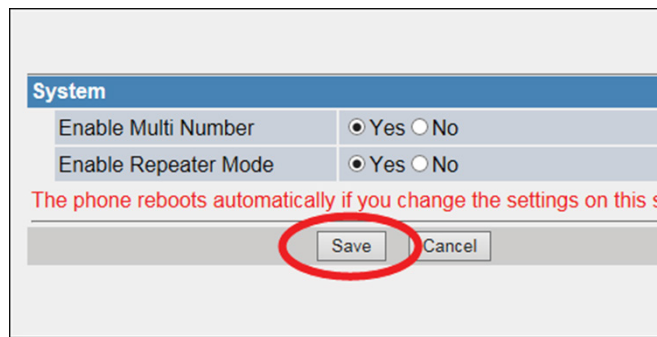 System
Enable Multi Number Yes No
Enable Repeater Mode Yes No
The phone reboots automatically if you change the settings on this
Save Cancel